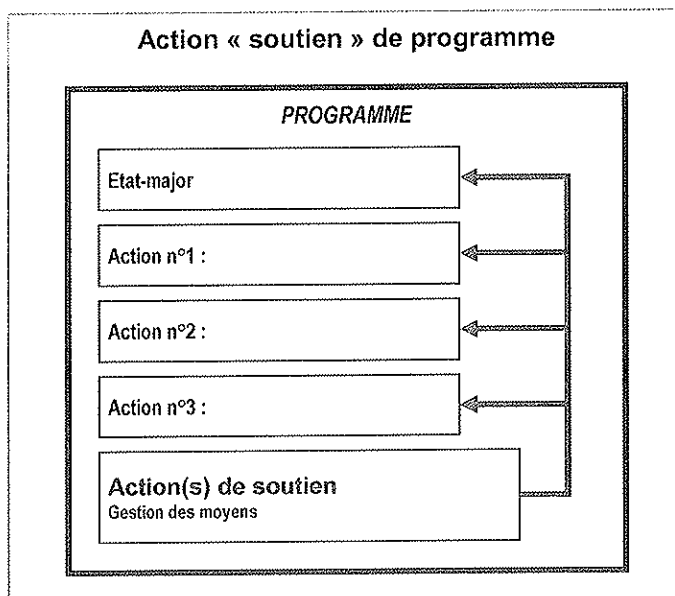 Action « soutien » de programme
PROGRAMME
Etat-major
Action n°1 :
Action n°2 :
Action n°3 :
Action(s) de soutien
Gestion des moyens